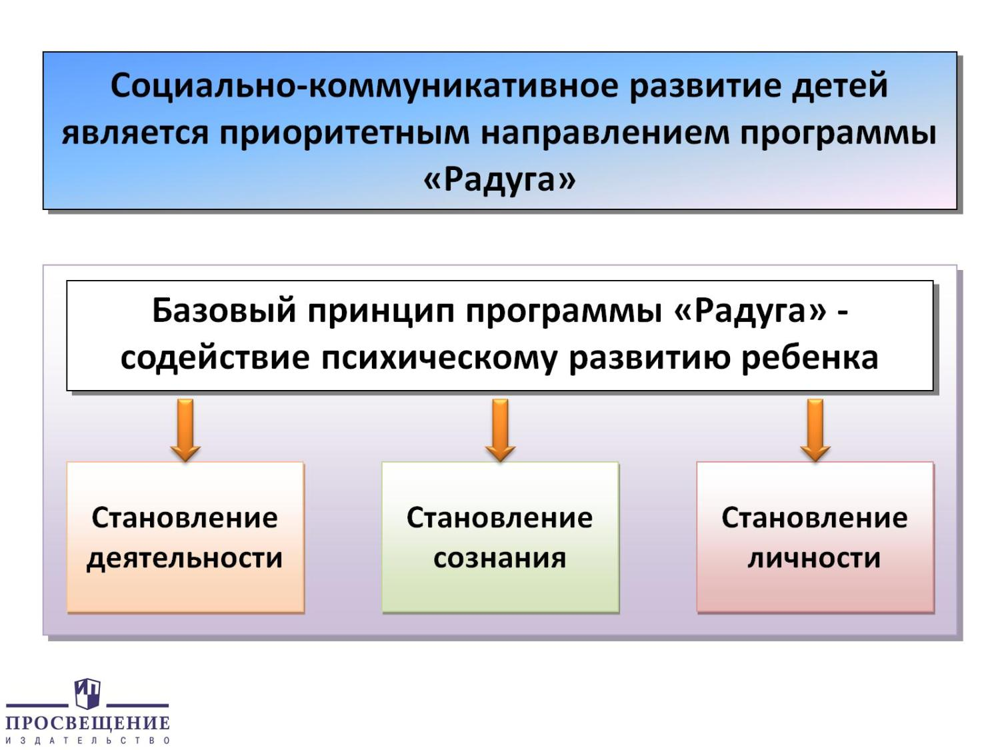 Социально-коммуникативное развитие детей
является приоритетным направлением программы
«Радуга»
Базовый принцип программы «Радуга» -
содействие психическому развитию ребенка
Становление
деятельности
Становление
сознания
Становление
личности
ИП
ПРОСВЕЩЕНИЕ
ИЗДАТЕЛЬСТВО